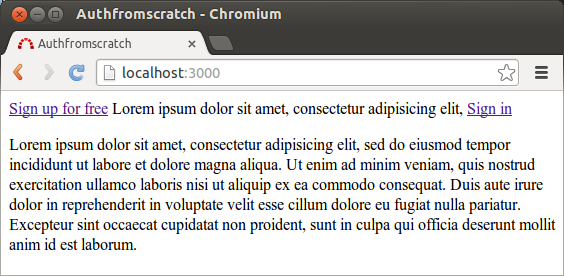 Authfromscratch - Chromium
Authfromscratch
localhost:3000
Sign up for free Lorem ipsum dolor sit amet, consectetur adipisicing elit, Sign in
Lorem ipsum dolor sit amet, consectetur adipisicing elit, sed do eiusmod tempor
incididunt ut labore et dolore magna aliqua. Ut enim ad minim veniam, quis nostrud
exercitation ullamco laboris nisi ut aliquip ex ea commodo consequat. Duis aute irure
dolor in reprehenderit in voluptate velit esse cillum dolore eu fugiat nulla pariatur.
Excepteur sint occaecat cupidatat non proident, sunt in culpa qui officia deserunt mollit
anim id est laborum.